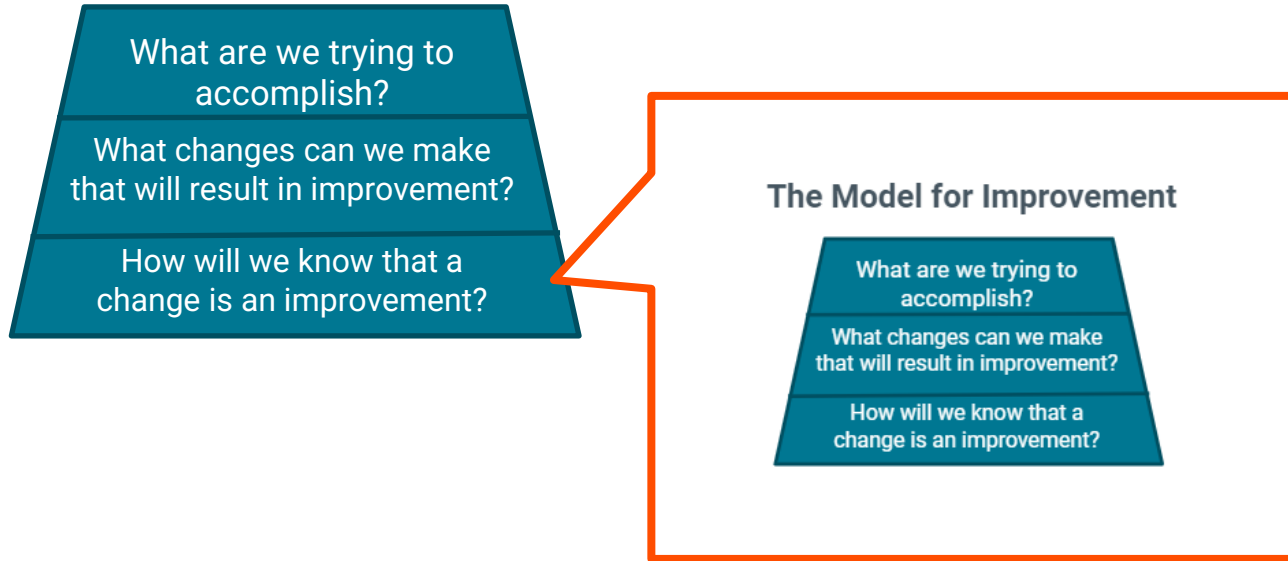 What are we trying to
accomplish?
What changes can we make
that will result in improvement?
How will we know that a
change is an improvement?
The Model for Improvement
What are we trying to
accomplish?
What changes can we make
that will result in improvement?
How will we know that a
change is an improvement?